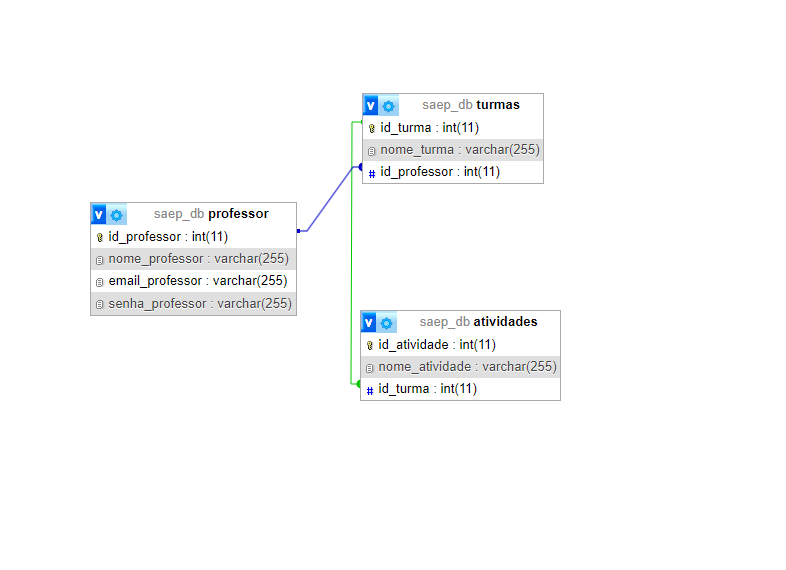 v saep_db turmas
id_turma : int(11)
nome_turma : varchar(255)
# id_professor : int(11)
v saep_db professor
id_professor : int(11)
nome_professor : varchar(255)
email_professor : varchar(255)
senha_professor : varchar(255)
v saep_db atividades
id_atividade : int(11)
nome_atividade : varchar(255)
# id_turma : int(11)